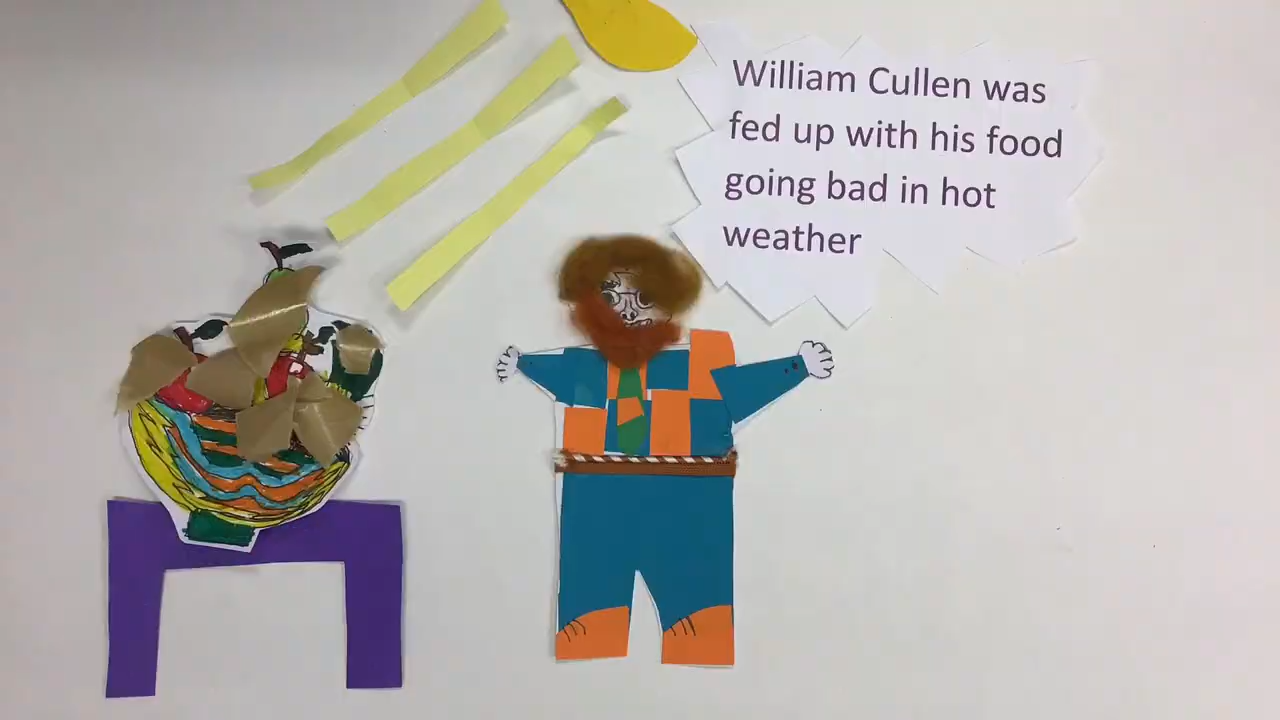 William Cullen was
fed up with his food
going bad in hot
weather